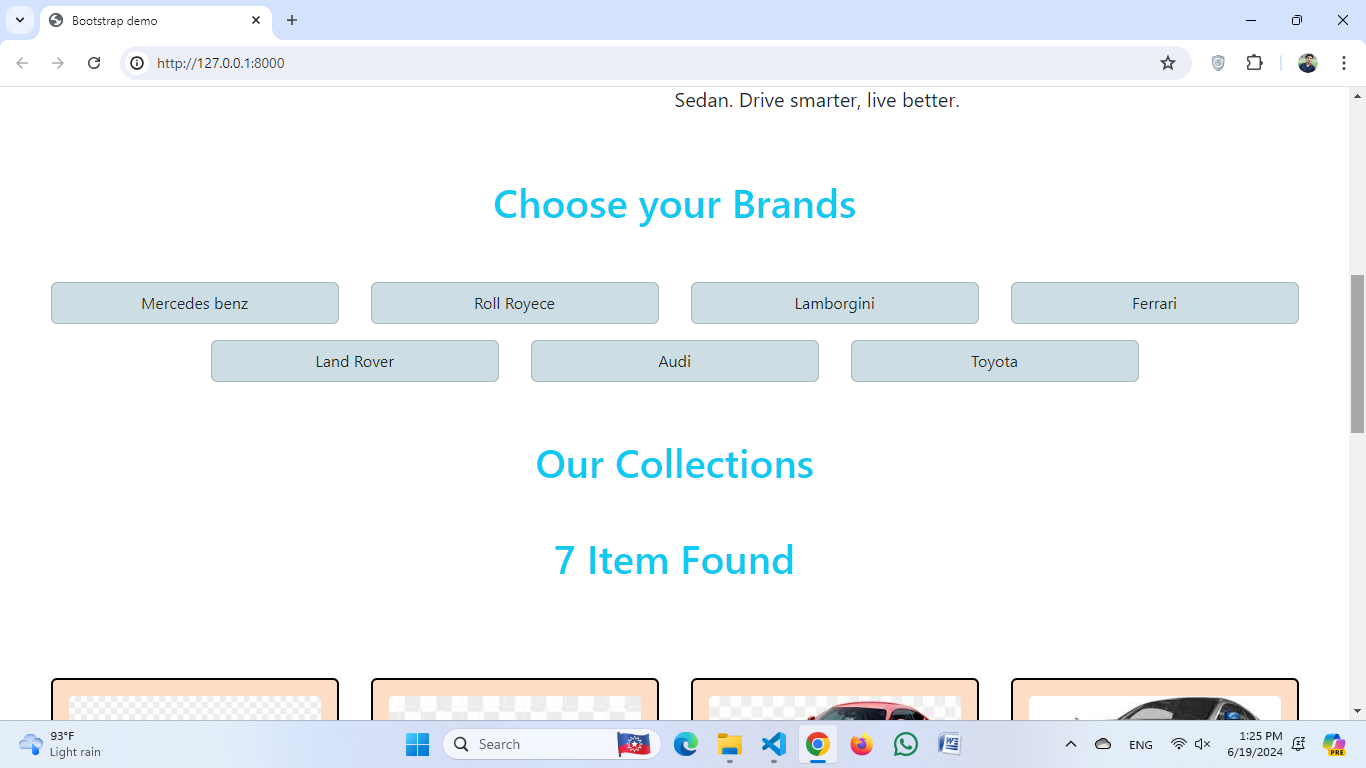 Bootstrap demo
http://127.0.0.1:8000
Sedan. Drive smarter, live better.
Choose your Brands
Mercedes benz
Roll Royece
Lamborgini
Ferrari
Land Rover
Audi
Toyota
Our Collections
7 Item Found
93°F
Light rain
Search
ENG
1:25 PM
6/19/2024
PRE